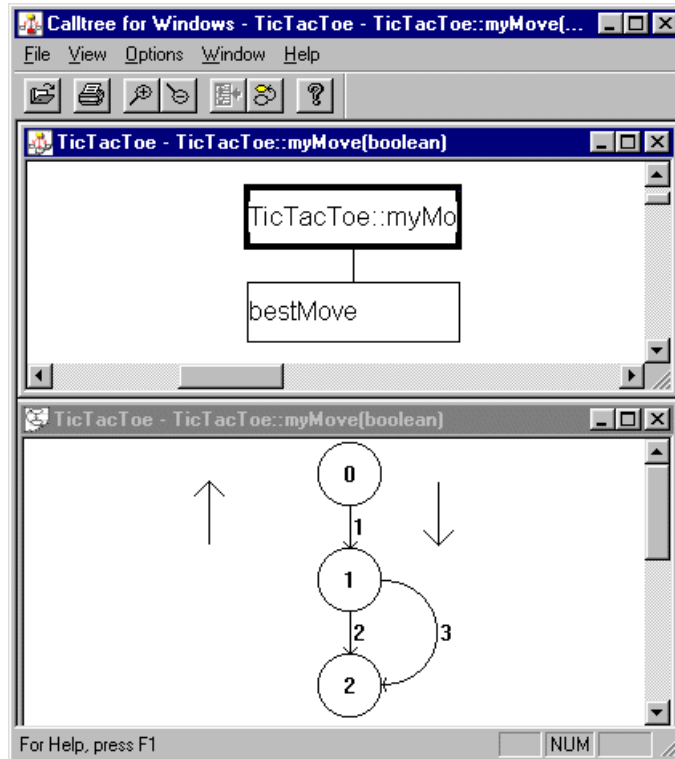 Calltree for Windows - TicTacToe - TicTacToe::myMove(...
File View Options Window Help
TicTacToe - TicTacToe::myMove(boolean)
TicTacToe::myMo
bestMove
TicTacToe - TicTacToe::myMove(boolean)
0
1
1
2
3
2
For Help, press F1
NUM